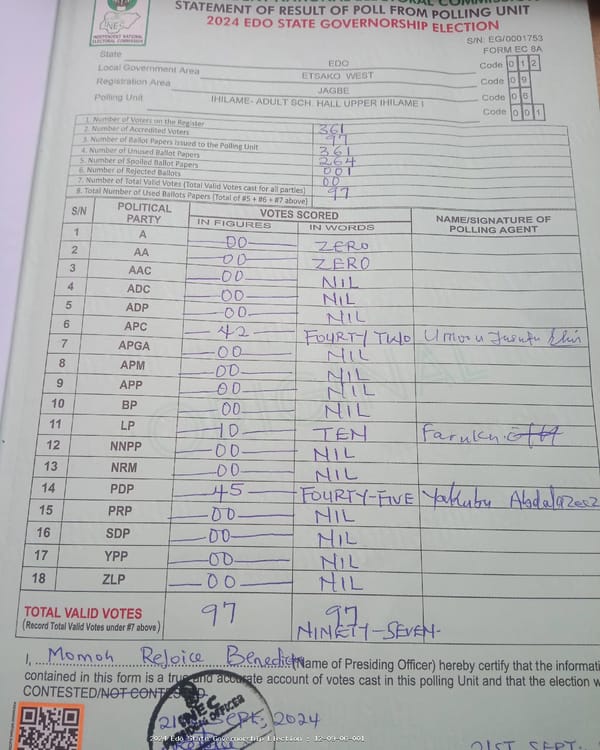 INDEPENDENT NATIONAL
ELECTORAL COMMISSION
STATEMENT OF RESULT OF POLL FROM POLLING UNIT
2024 EDO STATE GOVERNORSHIP ELECTION
S/N: EG/0001753
FORM EC 8A
State EDO Code 0 1 2
Local Government Area ETSAKO WEST Code 0 9
Registration Area JAGBE Code 0 6
Polling Unit IHILAME- ADULT SCH. HALL UPPER IHILAME I Code 0 0 1
1. Number of Voters on the Register 361
2. Number of Accredited Voters 97
3. Number of Ballot Papers Issued to the Polling Unit 361
4. Number of Unused Ballot Papers 264
5. Number of Spoiled Ballot Papers 001
6. Number of Rejected Ballots 00
7. Number of Total Valid Votes (Total Valid Votes cast for all parties) 97
8. Total Number of Used Ballots Papers (Total of #5 + #6 + #7 above)
S/N POLITICAL PARTY VOTES SCORED NAME/SIGNATURE OF POLLING AGENT
IN FIGURES IN WORDS
1 A 00 ZERO
2 AA 00 ZERO
3 AAC 00 NIL
4 ADC 00 NIL
5 ADP 00 NIL
6 APC 42 FOURTY TWO
7 APGA 00 NIL
8 APM 00 NIL
9 APP 00 NIL
10 BP 00 NIL
11 LP 10 TEN Faruku
12 NNPP 00 NIL
13 NRM 00 NIL
14 PDP 45 FOURTY-FIVE Yakubu
15 PRP 00 NIL
16 SDP 00 NIL
17 YPP 00 NIL
18 ZLP 00 NIL
TOTAL VALID VOTES 97 97
(Record Total Valid Votes under #7 above) NINETY-SEVEN.
I, Momoh Rejoice Benedicta (Name of Presiding Officer) hereby certify that the informati
contained in this form is a true and accurate account of votes cast in this polling Unit and that the election w
CONTESTED/NOT CONTESTED.
21 SEPT, 2024
2024 Edo State Governorship Election - 12-09-06-001
21ST SEPT.